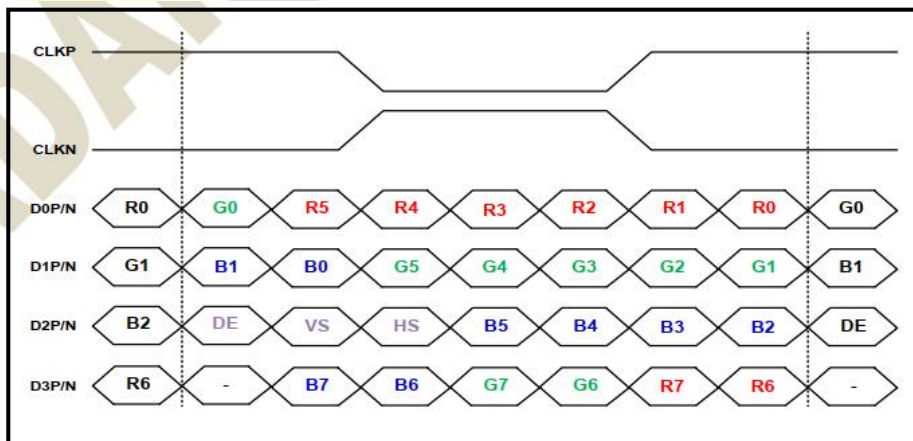 CLKP
CLKN
D0P/N R0 G0 R5 R4 R3 R2 R1 R0 G0
D1P/N G1 B1 B0 G5 G4 G3 G2 G1 B1
D2P/N B2 DE VS HS B5 B4 B3 B2 DE
D3P/N R6 - B7 B6 G7 G6 R7 R6 -